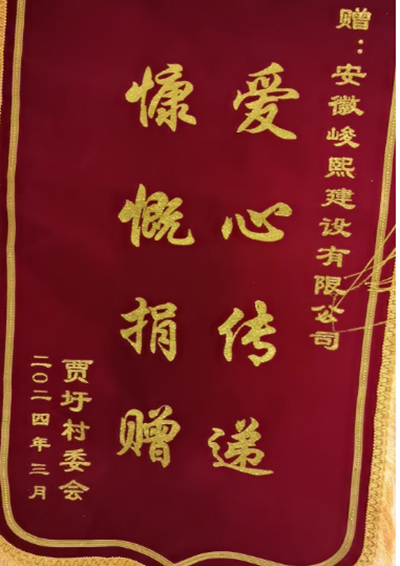 赠：安徽峻熙建设有限公司
爱心传递
慷慨捐赠
贾圩村委会
二〇二四年三月